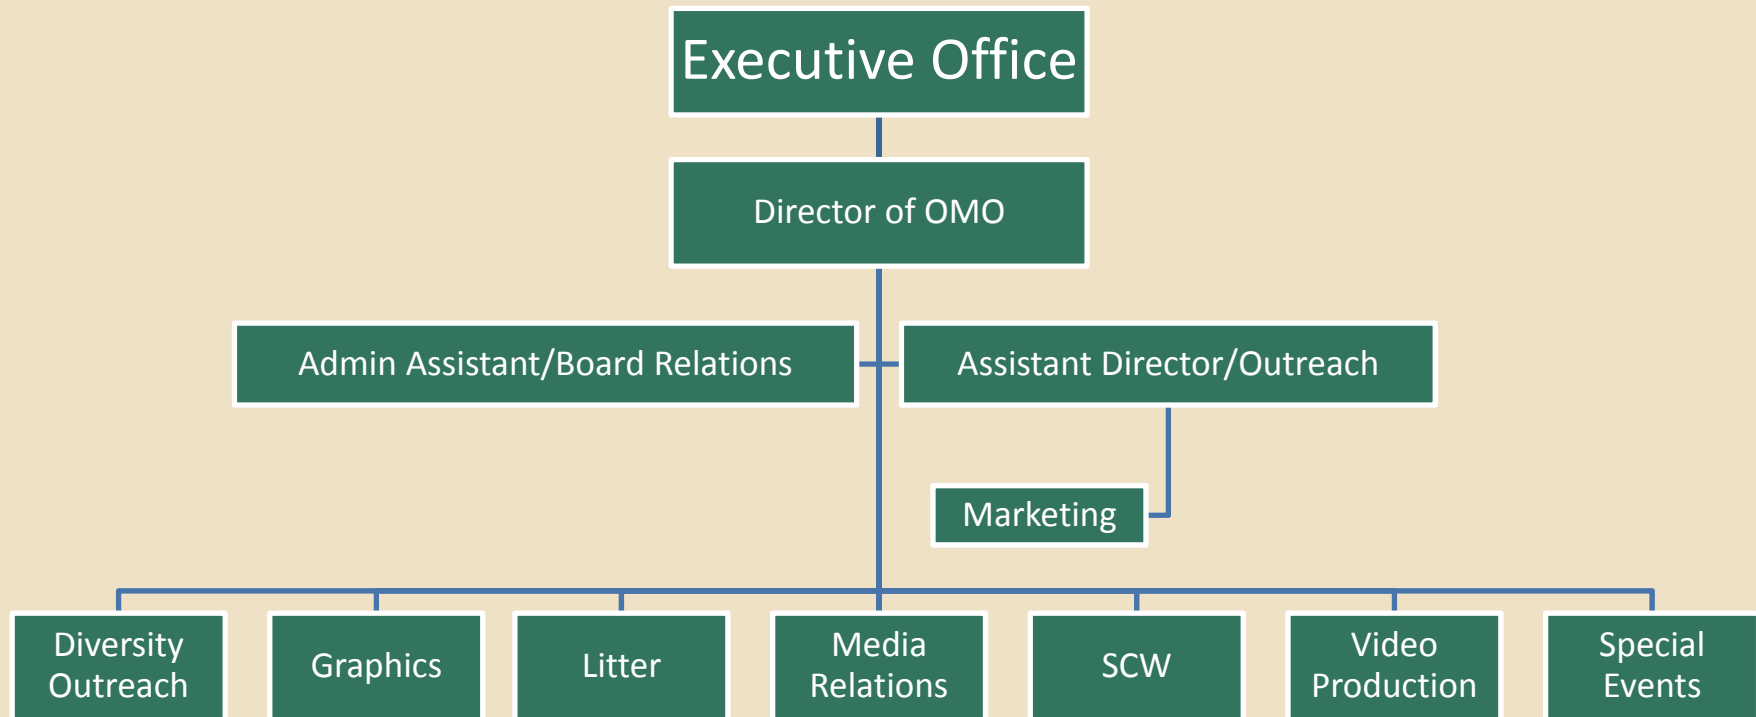 Executive Office
Director of OMO
Admin Assistant/Board Relations
Assistant Director/Outreach
Marketing
Diversity
Outreach
Graphics
Litter
Media
Relations
SCW
Video
Production
Special
Events